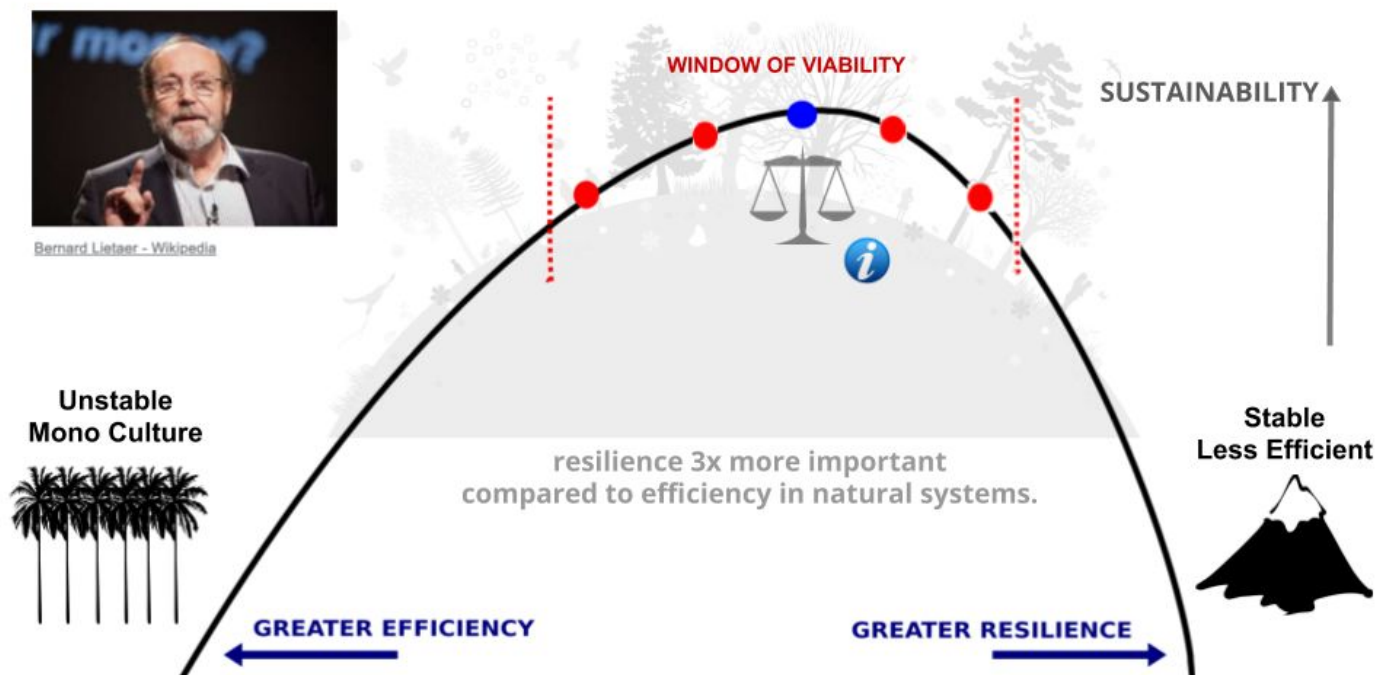 r money?
Bernard Lietaer - Wikipedia
WINDOW OF VIABILITY
SUSTAINABILITY
i
Unstable
Mono Culture
Stable
Less Efficient
resilience 3x more important
compared to efficiency in natural systems.
GREATER EFFICIENCY
GREATER RESILIENCE